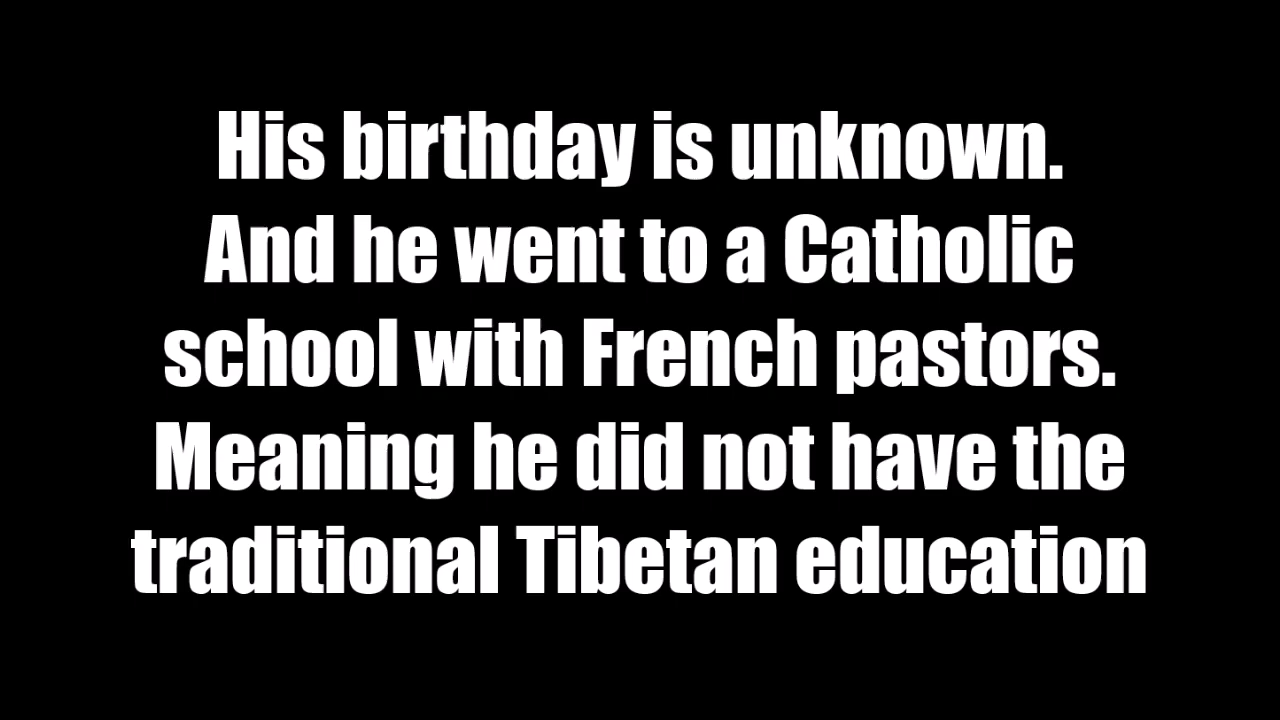 His birthday is unknown.
And he went to a Catholic
school with French pastors.
Meaning he did not have the
traditional Tibetan education